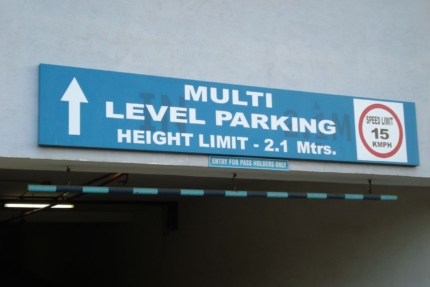 MULTI
LEVEL PARKING
HEIGHT LIMIT - 2.1 Mtrs.
SPEED LIMIT
15
KMPH
ENTRY FOR PASS HOLDERS ONLY